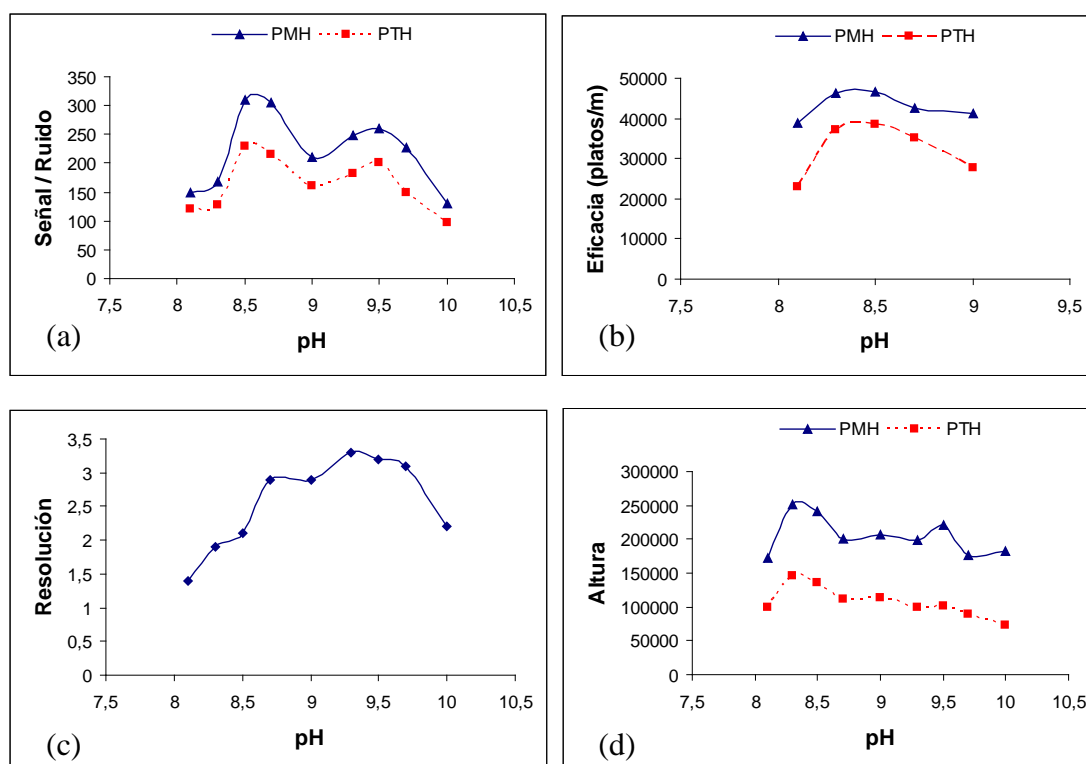 PMH PTH
Señal / Ruido
350
300
250
200
150
100
50
0
7,5 8 8,5 9 9,5 10 10,5
pH
(a)
PMH PTH
Eficacia (platos/m)
50000
40000
30000
20000
10000
0
7,5 8 8,5 9 9,5
pH
(b)
Resolución
3,5
3
2,5
2
1,5
1
0,5
0
7,5 8 8,5 9 9,5 10 10,5
pH
(c)
PMH PTH
Altura
300000
250000
200000
150000
100000
50000
0
7,5 8 8,5 9 9,5 10 10,5
pH
(d)